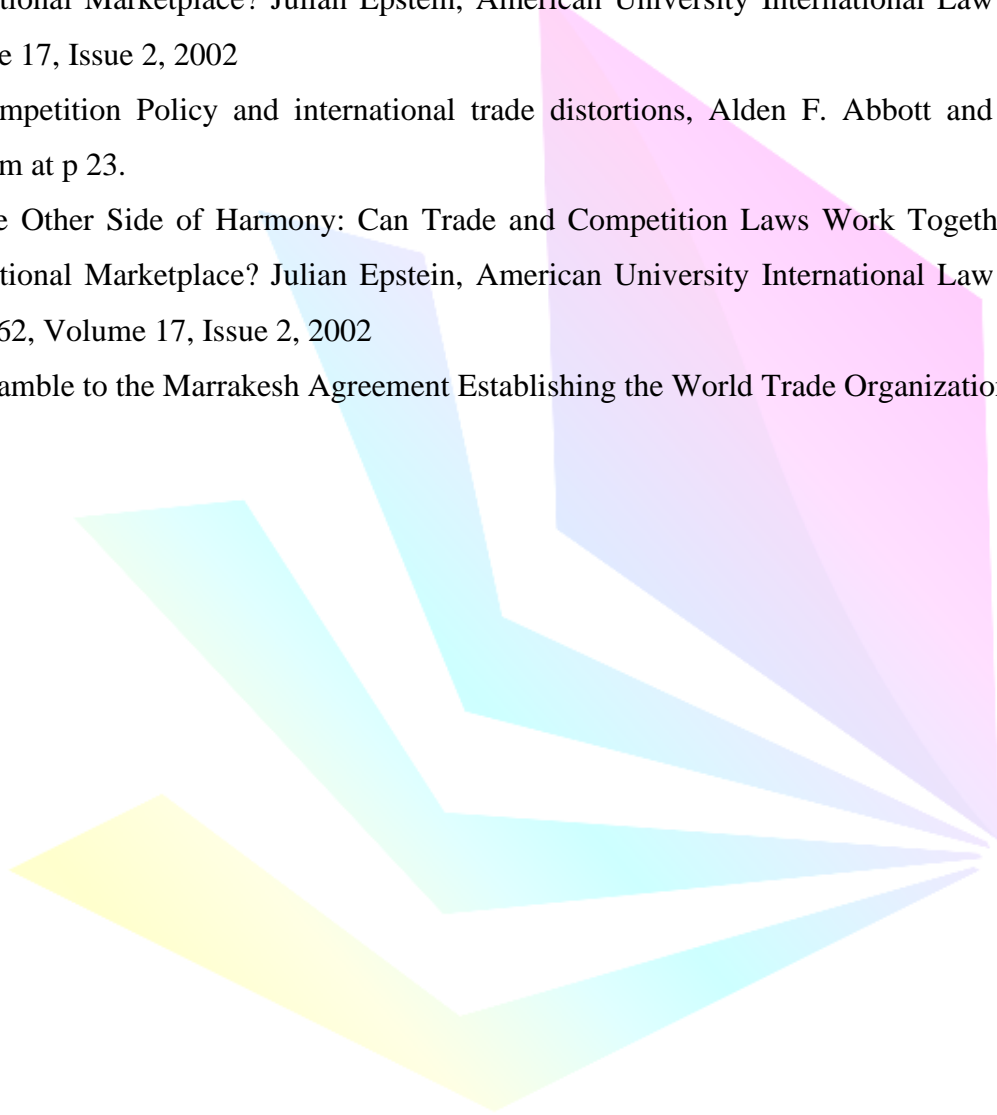 tional Marketplace? Julian Epstein, American University International Law
e 17, Issue 2, 2002
mpetition Policy and international trade distortions, Alden F. Abbott and
m at p 23.
e Other Side of Harmony: Can Trade and Competition Laws Work Togeth
tional Marketplace? Julian Epstein, American University International Law
62, Volume 17, Issue 2, 2002
amble to the Marrakesh Agreement Establishing the World Trade Organization